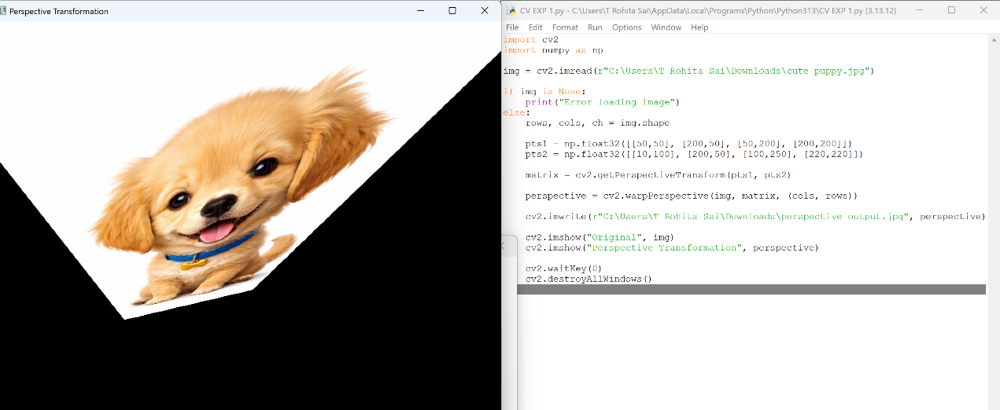 Perspective Transformation
CV EXP 1.py - C:\Users\T Rohita Sai\AppData\Local\Programs\Python\Python313\CV EXP 1.py (3.13.12)
File Edit Format Run Options Window Help
import cv2
import numpy as np
img = cv2.imread(r"C:\Users\T Rohita Sai\Downloads\cute puppy.jpg")
if img is None:
    print("Error loading image")
else:
    rows, cols, ch = img.shape
    pts1 = np.float32([[50,50], [200,50], [50,200], [200,200]])
    pts2 = np.float32([[10,100], [200,50], [100,250], [220,220]])
    matrix = cv2.getPerspectiveTransform(pts1, pts2)
    perspective = cv2.warpPerspective(img, matrix, (cols, rows))
    cv2.imwrite(r"C:\Users\T Rohita Sai\Downloads\perspective output.jpg", perspective)
    cv2.imshow("Original", img)
    cv2.imshow("Perspective Transformation", perspective)
    cv2.waitKey(0)
    cv2.destroyAllWindows()